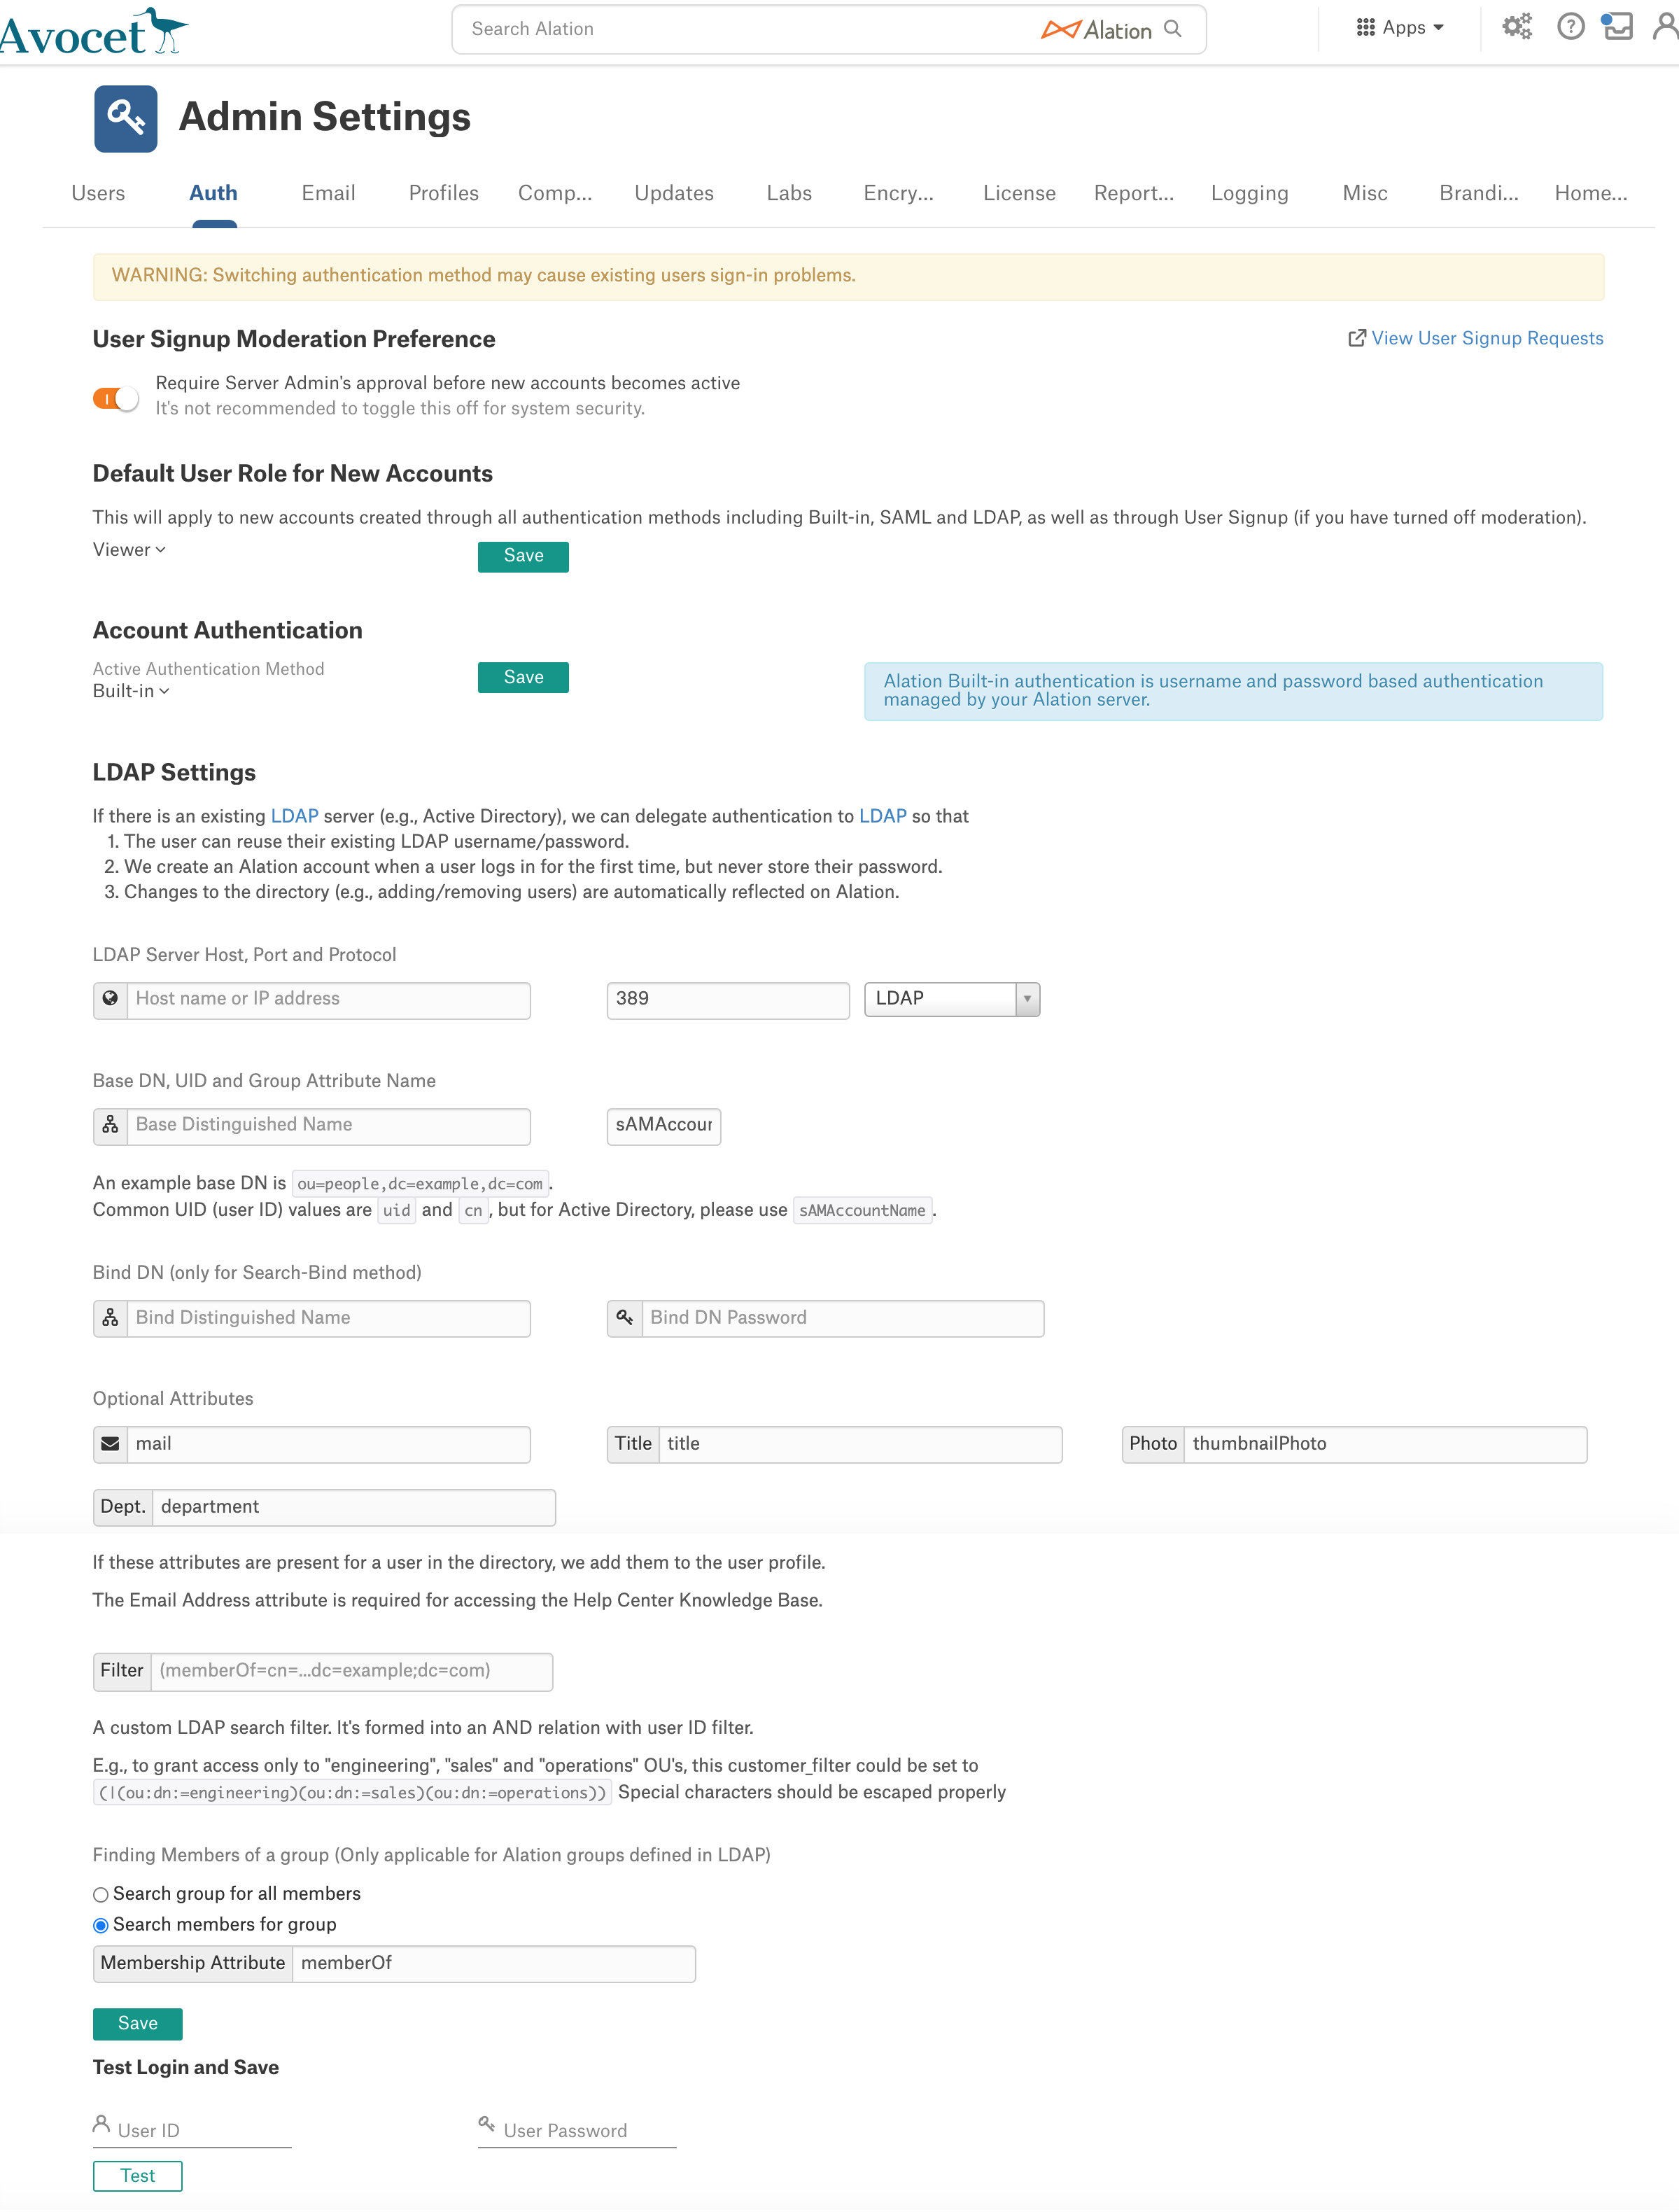 Avocet
Search Alation
Alation
Apps
Admin Settings
Users Auth Email Profiles Comp... Updates Labs Encry... License Report... Logging Misc Brandi... Home...
WARNING: Switching authentication method may cause existing users sign-in problems.
User Signup Moderation Preference
View User Signup Requests
Require Server Admin's approval before new accounts becomes active
It's not recommended to toggle this off for system security.
Default User Role for New Accounts
This will apply to new accounts created through all authentication methods including Built-in, SAML and LDAP, as well as through User Signup (if you have turned off moderation).
Viewer
Save
Account Authentication
Active Authentication Method
Built-in
Save
Alation Built-in authentication is username and password based authentication
managed by your Alation server.
LDAP Settings
If there is an existing LDAP server (e.g., Active Directory), we can delegate authentication to LDAP so that
1. The user can reuse their existing LDAP username/password.
2. We create an Alation account when a user logs in for the first time, but never store their password.
3. Changes to the directory (e.g., adding/removing users) are automatically reflected on Alation.
LDAP Server Host, Port and Protocol
Host name or IP address
389
LDAP
Base DN, UID and Group Attribute Name
Base Distinguished Name
sAMAccour
An example base DN is ou=people,dc=example,dc=com.
Common UID (user ID) values are uid and cn, but for Active Directory, please use sAMAccountName.
Bind DN (only for Search-Bind method)
Bind Distinguished Name
Bind DN Password
Optional Attributes
mail
Title title
Photo thumbnailPhoto
Dept. department
If these attributes are present for a user in the directory, we add them to the user profile.
The Email Address attribute is required for accessing the Help Center Knowledge Base.
Filter (memberOf=cn=...dc=example;dc=com)
A custom LDAP search filter. It's formed into an AND relation with user ID filter.
E.g., to grant access only to "engineering", "sales" and "operations" OU's, this customer_filter could be set to
(|(ou:dn:=engineering)(ou:dn:=sales)(ou:dn:=operations)) Special characters should be escaped properly
Finding Members of a group (Only applicable for Alation groups defined in LDAP)
Search group for all members
Search members for group
Membership Attribute memberOf
Save
Test Login and Save
User ID
User Password
Test